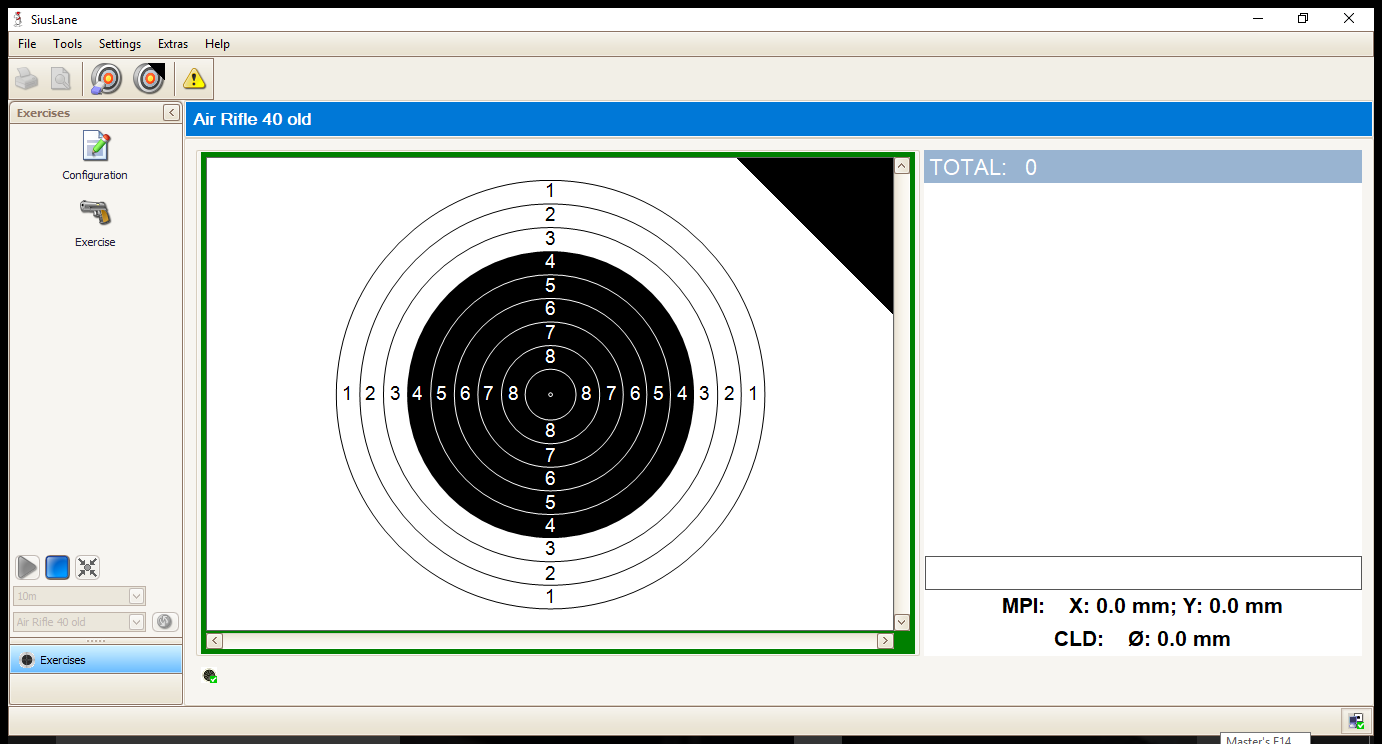 SiusLane
File Tools Settings Extras Help
Exercises
Configuration
Exercise
10m
Air Rifle 40 old
Exercises
Air Rifle 40 old
1
2
3
4
5
6
7
8
1 2 3 4 5 6 7 8 8 7 6 5 4 3 2 1
8
7
6
5
4
3
2
1
TOTAL: 0
MPI: X: 0.0 mm; Y: 0.0 mm
CLD: Ø: 0.0 mm
Master's F14